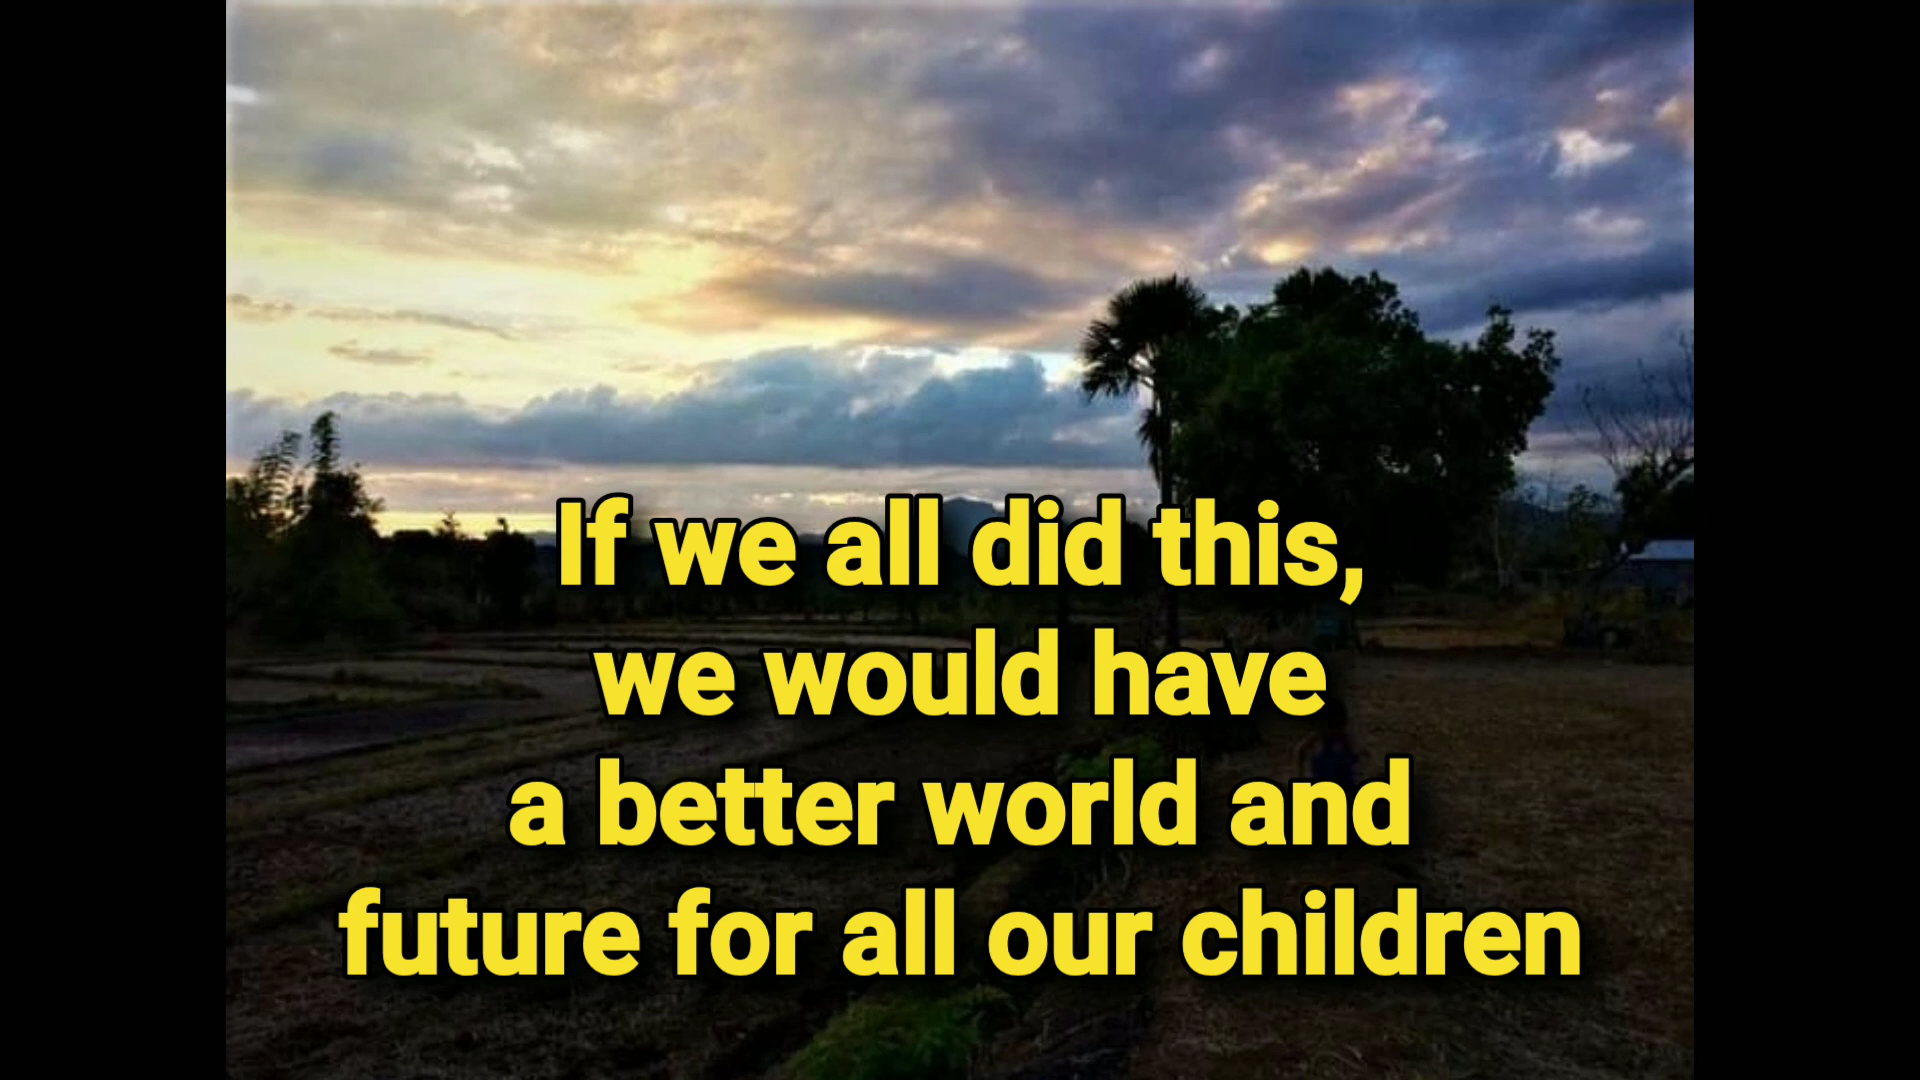 If we all did this,
we would have
a better world and
future for all our children